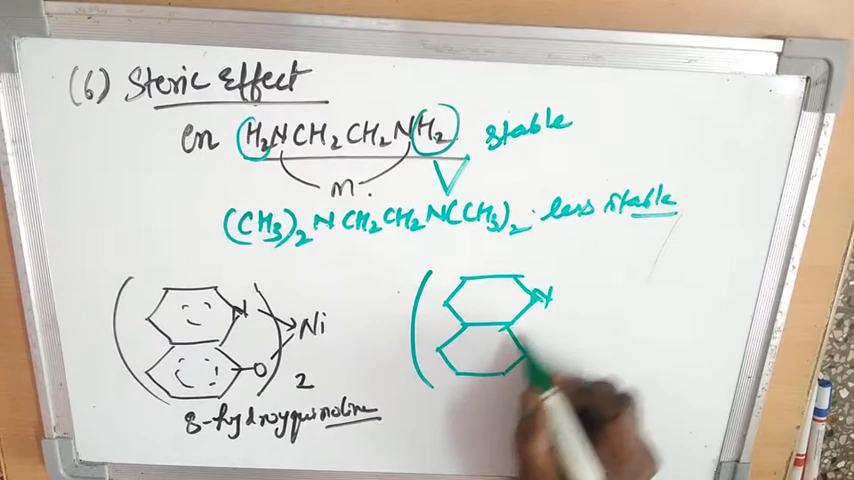 (6) Steric Effect
en H₂NCH₂CH₂NH₂ stable
m.
(CH₃)₂NCH₂CH₂N(CH₃)₂. less stable
N Ni N
O
2
8-hydroxyquinoline